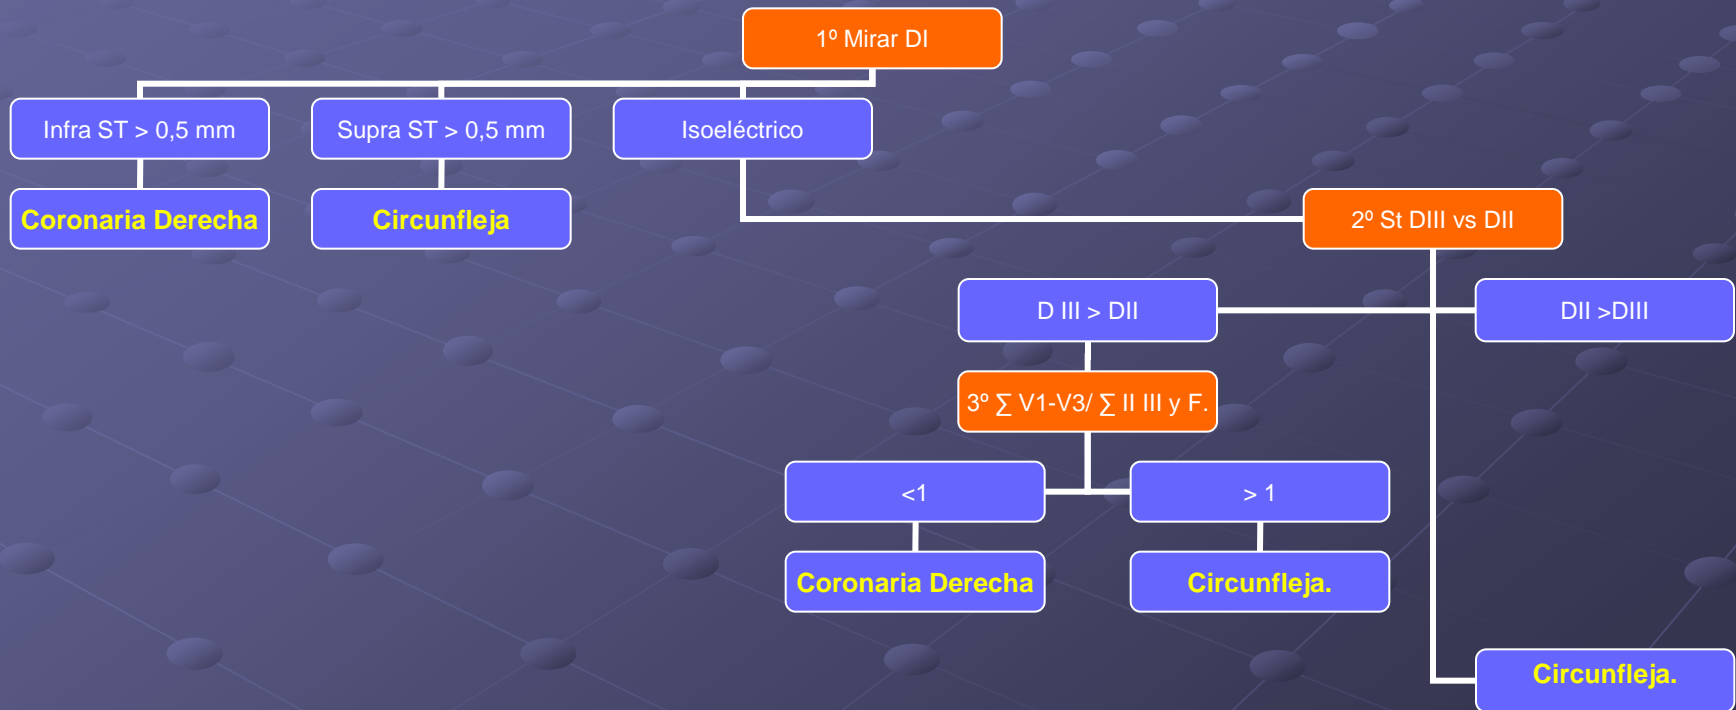 1º Mirar DI
Infra ST > 0,5 mm
Supra ST > 0,5 mm
Isoeléctrico
Coronaria Derecha
Circunfleja
2º St DIII vs DII
D III > DII
DII >DIII
3º ∑ V1-V3/ ∑ II III y F.
<1
> 1
Coronaria Derecha
Circunfleja.
Circunfleja.